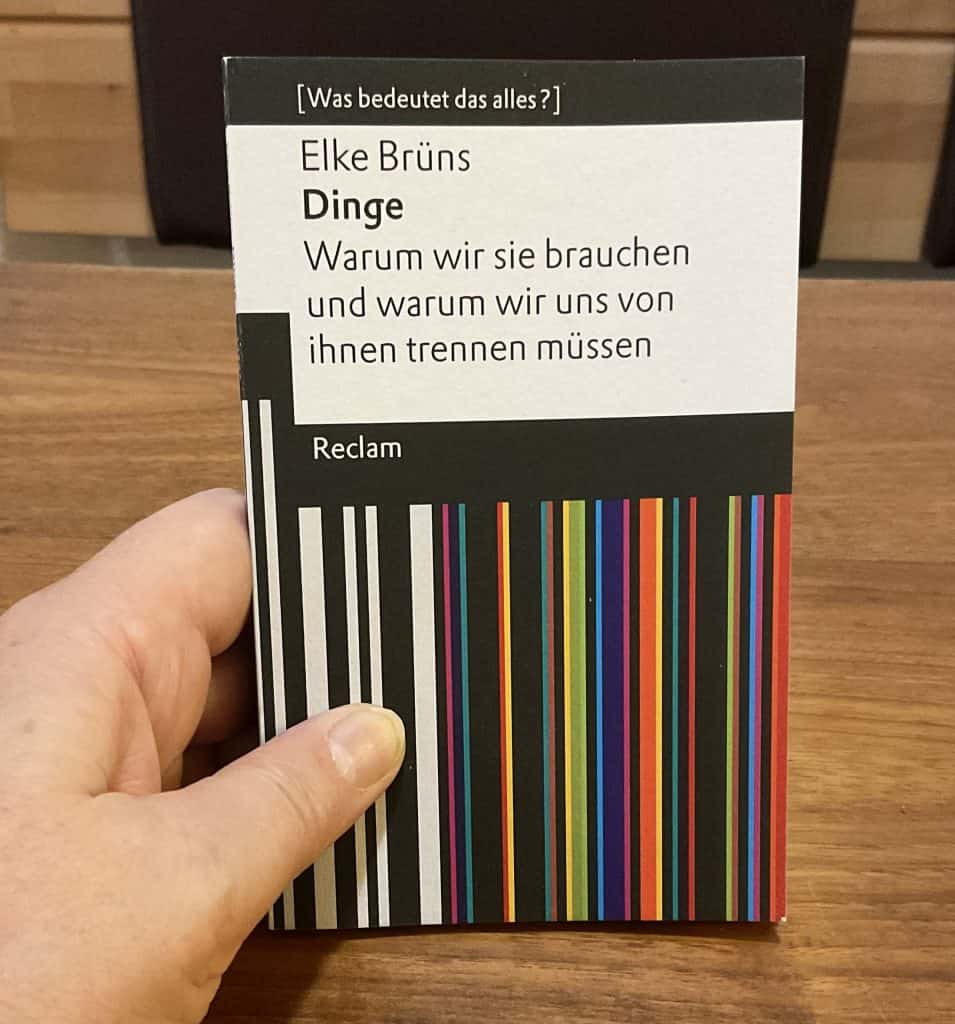 [Was bedeutet das alles?]
Elke Brüns
Dinge
Warum wir sie brauchen
und warum wir uns von
ihnen trennen müssen
Reclam